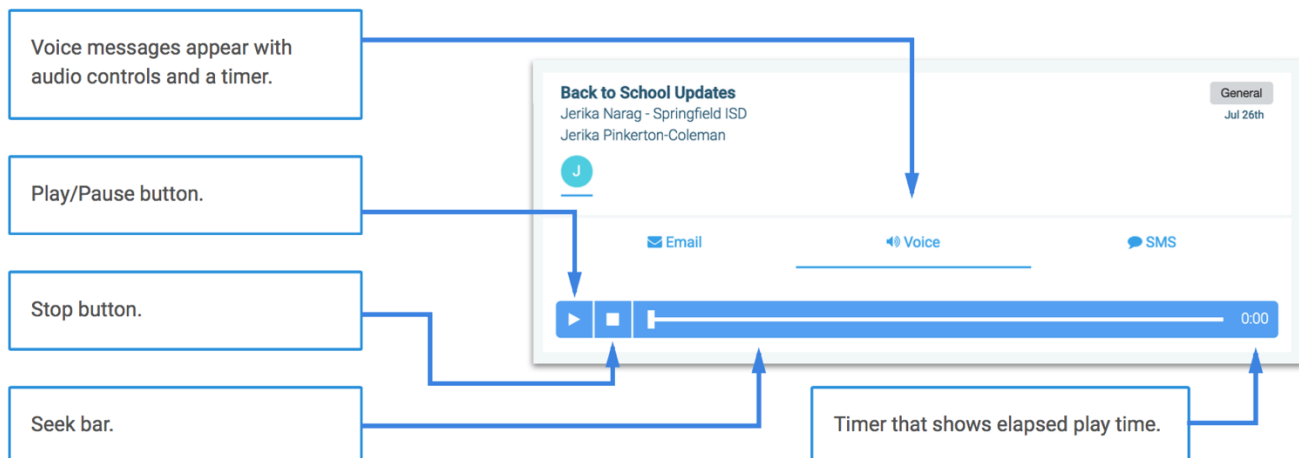 Voice messages appear with
audio controls and a timer.
Back to School Updates
General
Jerika Narag - Springfield ISD
Jul 26th
Jerika Pinkerton-Coleman
J
Play/Pause button.
Email
Voice
SMS
Stop button.
0:00
Seek bar.
Timer that shows elapsed play time.